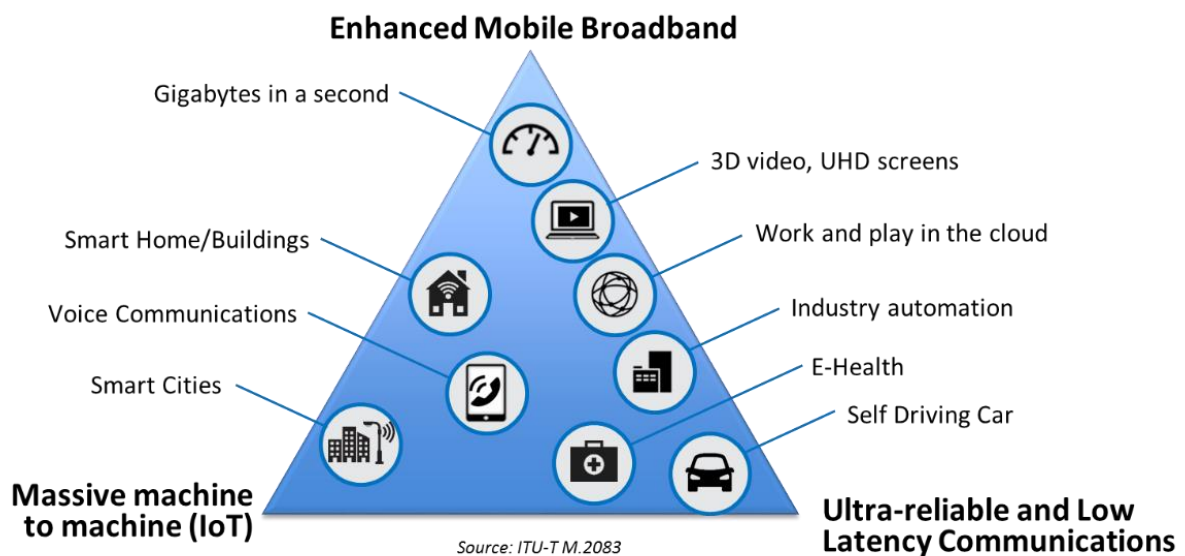 Enhanced Mobile Broadband
Gigabytes in a second
3D video, UHD screens
Smart Home/Buildings
Work and play in the cloud
Voice Communications
Industry automation
Smart Cities
E-Health
Self Driving Car
Massive machine
to machine (IoT)
Ultra-reliable and Low
Latency Communications
Source: ITU-T M.2083